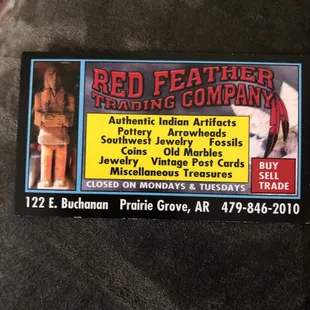 RED FEATHER
TRADING COMPANY
Authentic Indian Artifacts
Pottery Arrowheads
Southwest Jewelry Fossils
Coins Old Marbles
Jewelry Vintage Post Cards
Miscellaneous Treasures
CLOSED ON MONDAYS & TUESDAYS
BUY
SELL
TRADE
122 E. Buchanan Prairie Grove, AR 479-846-2010